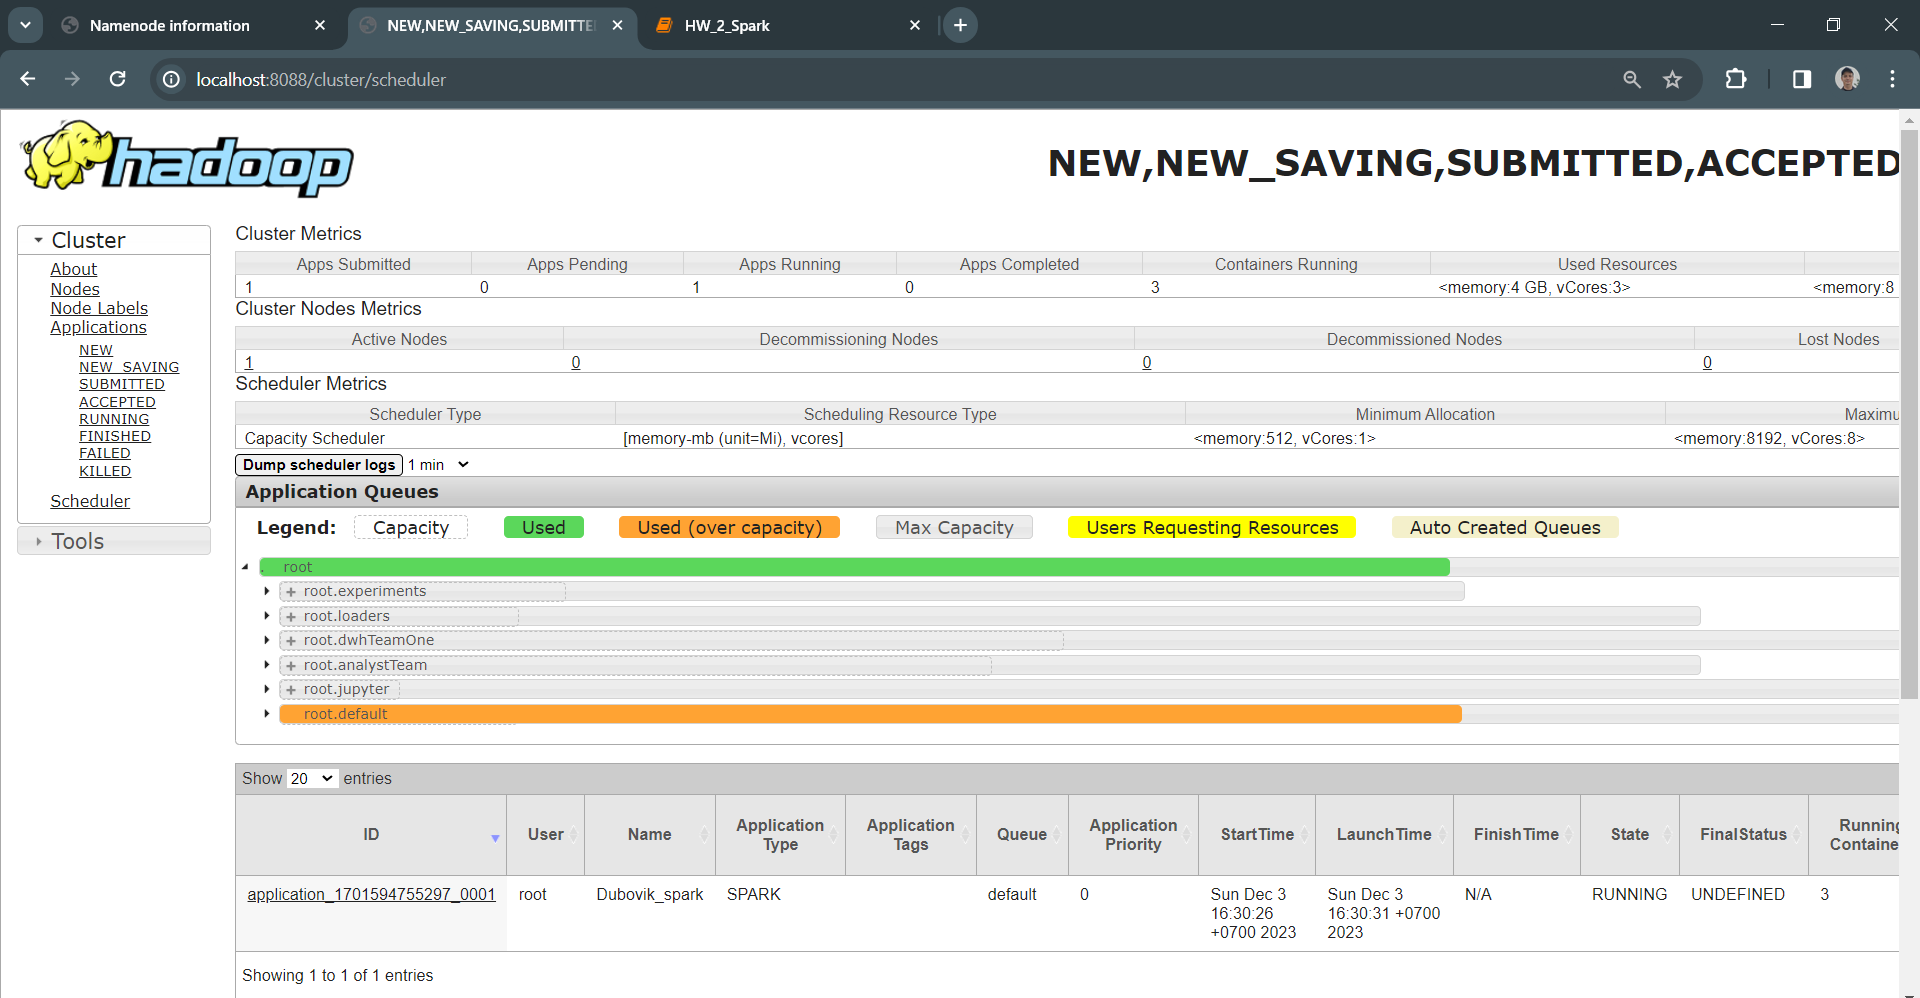 Namenode information
NEW,NEW_SAVING,SUBMITTE
HW_2_Spark
localhost:8088/cluster/scheduler
hadoop
NEW,NEW_SAVING,SUBMITTED,ACCEPTED
Cluster
About
Nodes
Node Labels
Applications
NEW
NEW_SAVING
SUBMITTED
ACCEPTED
RUNNING
FINISHED
FAILED
KILLED
Scheduler
Tools
Cluster Metrics
Apps Submitted Apps Pending Apps Running Apps Completed Containers Running Used Resources
1 0 1 0 3 <memory:4 GB, vCores:3> <memory:8
Cluster Nodes Metrics
Active Nodes Decommissioning Nodes Decommissioned Nodes Lost Nodes
1 0 0 0
Scheduler Metrics
Scheduler Type Scheduling Resource Type Minimum Allocation Maximu
Capacity Scheduler [memory-mb (unit=Mi), vcores] <memory:512, vCores:1> <memory:8192, vCores:8>
Dump scheduler logs 1 min
Application Queues
Legend: Capacity Used Used (over capacity) Max Capacity Users Requesting Resources Auto Created Queues
root
+ root.experiments
+ root.loaders
+ root.dwhTeamOne
+ root.analystTeam
+ root.jupyter
root.default
Show 20 entries
ID User Name Application Type Application Tags Queue Application Priority StartTime LaunchTime FinishTime State FinalStatus Running Containe
application_1701594755297_0001 root Dubovik_spark SPARK default 0 Sun Dec 3 16:30:26 +0700 2023 Sun Dec 3 16:30:31 +0700 2023 N/A RUNNING UNDEFINED 3
Showing 1 to 1 of 1 entries